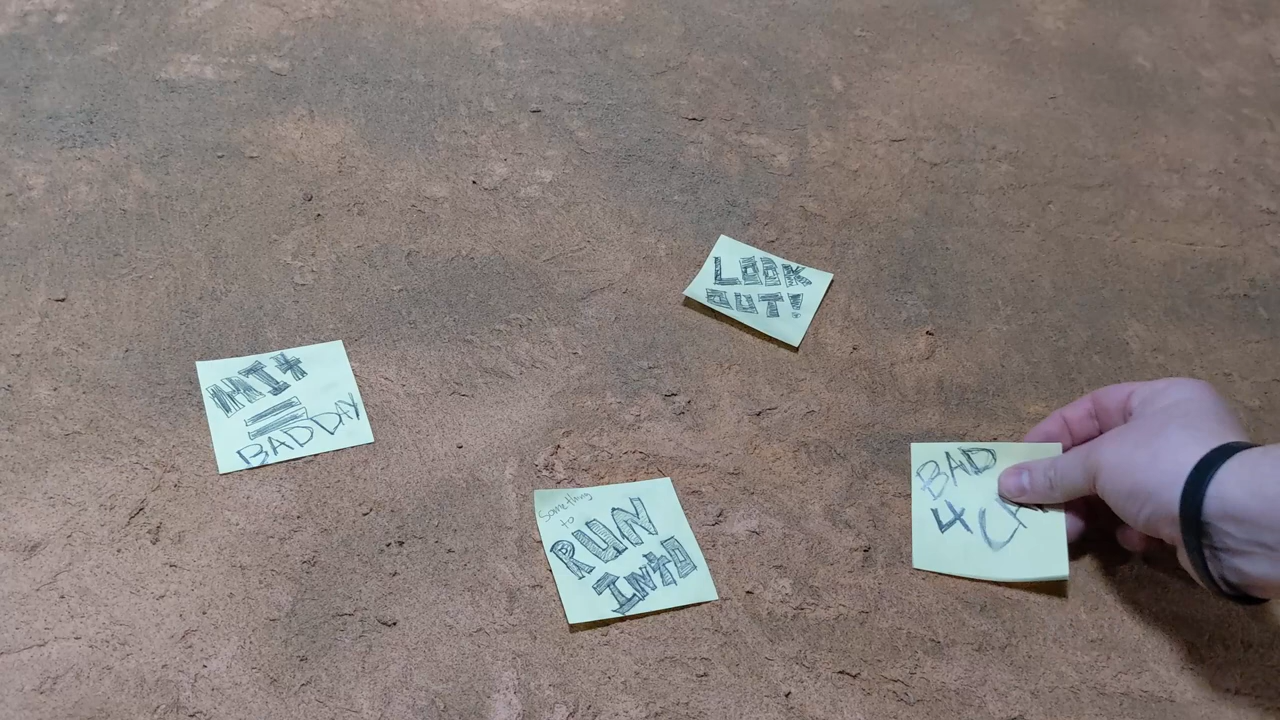 LOOK
OUT!
HIT
=
BAD DAY
Something
to
RUN
INTO
BAD
4